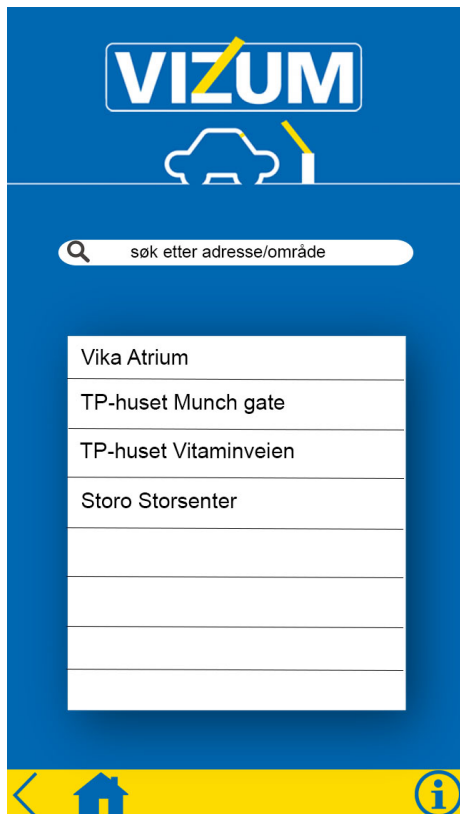 VIZUM
søk etter adresse/område
Vika Atrium
TP-huset Munch gate
TP-huset Vitaminveien
Storo Storsenter
i